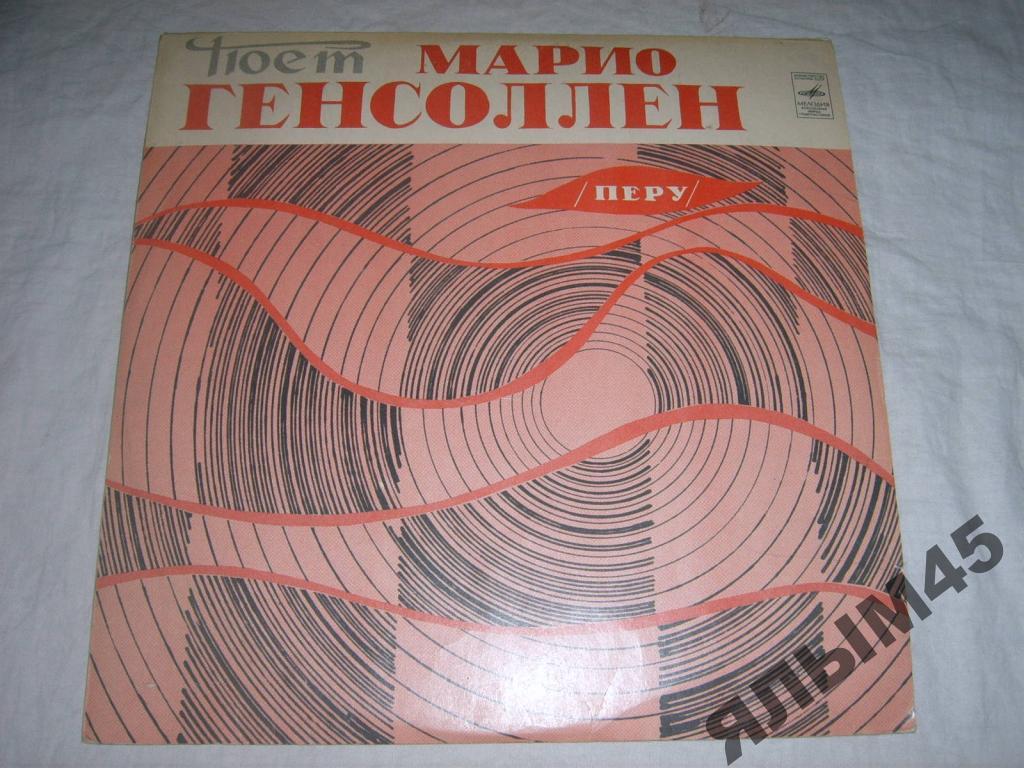 Поет МАРИО
ГЕНСОЛЛЕН
МЕЛОДИЯ
/ПЕРУ/
ЯЛЫМ45